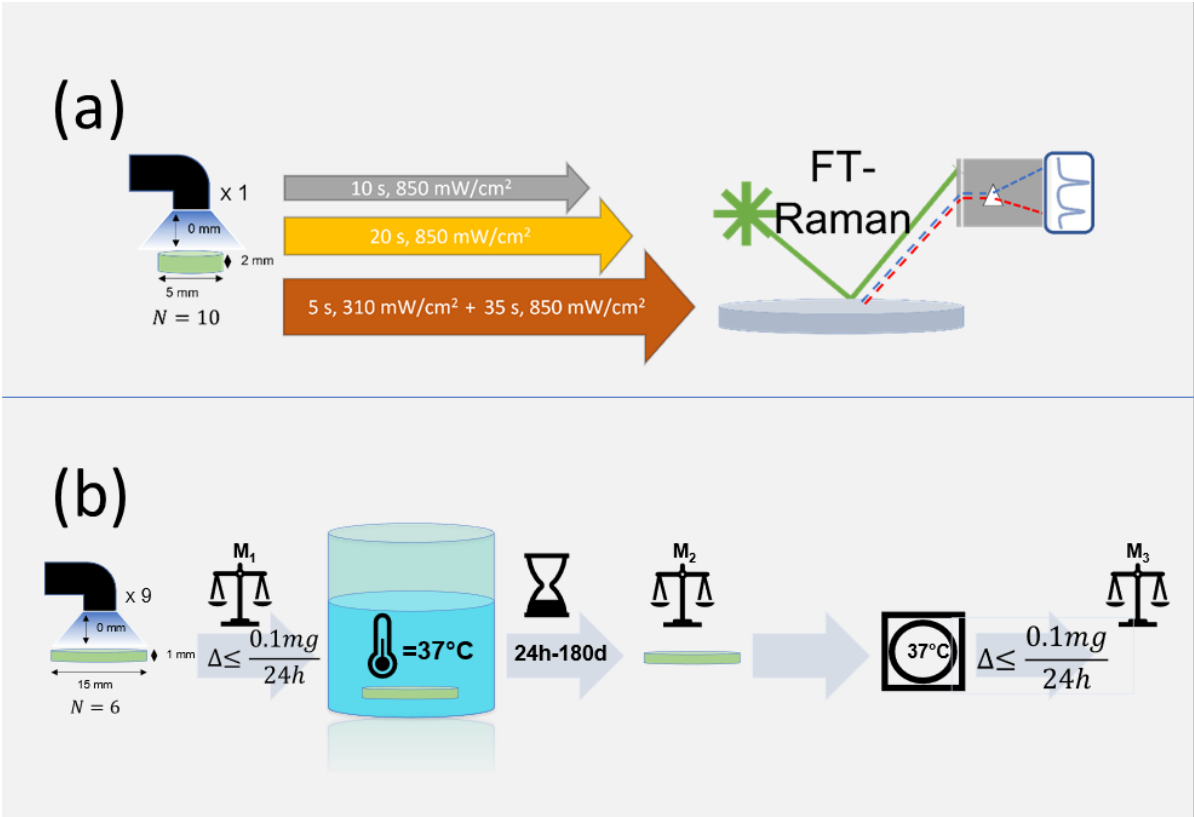 (a)
x 1
0 mm
2 mm
5 mm
N = 10
10 s, 850 mW/cm²
20 s, 850 mW/cm²
5 s, 310 mW/cm² + 35 s, 850 mW/cm²
FT-
Raman
(b)
x 9
0 mm
1 mm
15 mm
N = 6
M₁
Δ≤ 0.1mg
24h
=37°C
24h-180d
M₂
37°C
Δ≤ 0.1mg
24h
M₃